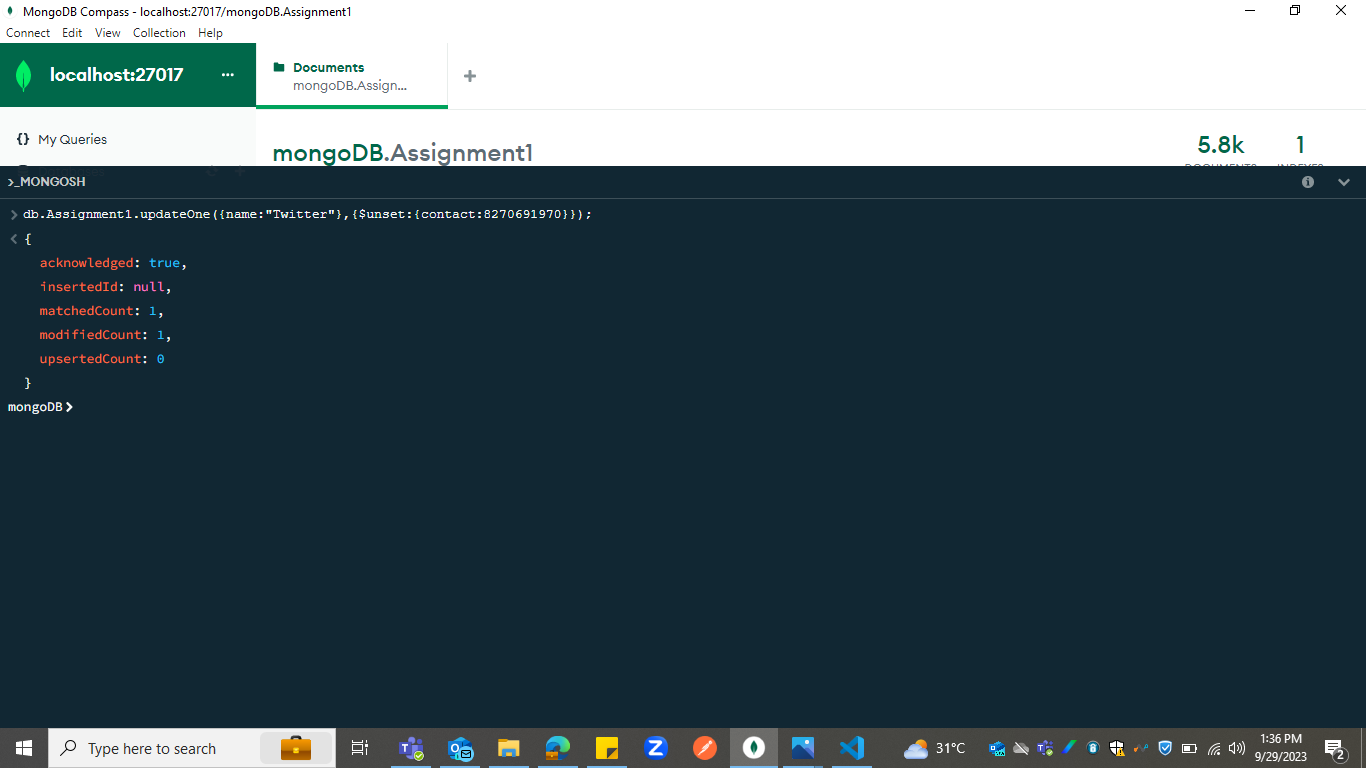 MongoDB Compass - localhost:27017/mongoDB.Assignment1
Connect Edit View Collection Help
localhost:27017 ...
Documents
mongoDB.Assign...
{} My Queries
mongoDB.Assignment1
5.8k 1
DOCUMENTS INDEXES
>_MONGOSH
> db.Assignment1.updateOne({name:"Twitter"},{$unset:{contact:8270691970}});
< {
acknowledged: true,
insertedId: null,
matchedCount: 1,
modifiedCount: 1,
upsertedCount: 0
}
mongoDB>
Type here to search
31°C
1:36 PM
9/29/2023
2